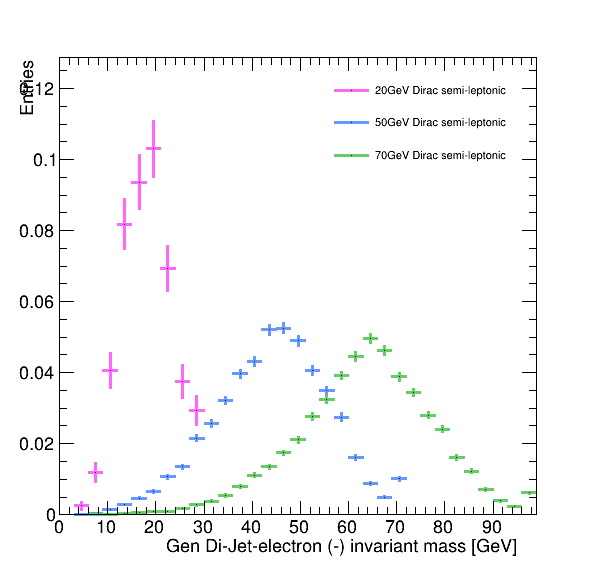 Entries
0.12
0.1
0.08
0.06
0.04
0.02
0
20GeV Dirac semi-leptonic
50GeV Dirac semi-leptonic
70GeV Dirac semi-leptonic
0 10 20 30 40 50 60 70 80 90
Gen Di-Jet-electron (-) invariant mass [GeV]